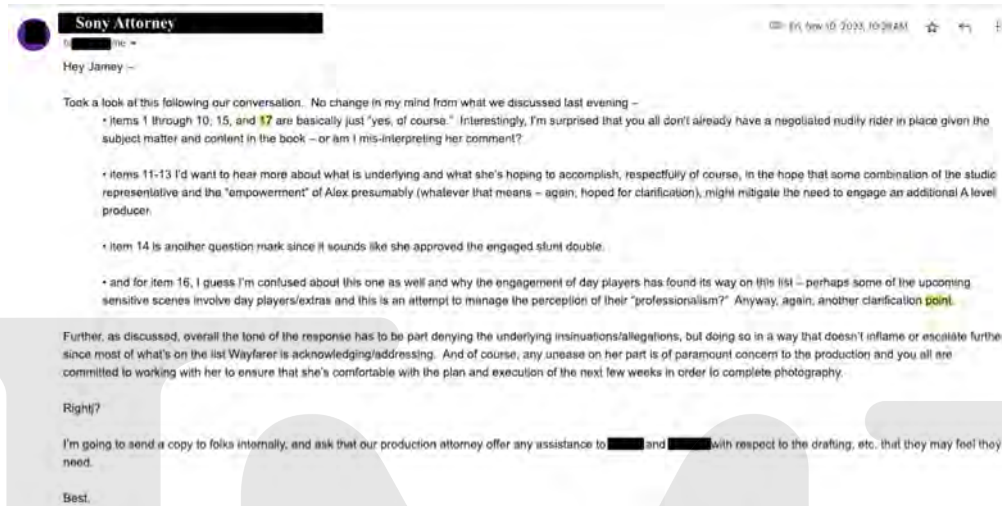 Sony Attorney
Fri, Nov 10, 2023, 10:28 AM
to me
Hey Jamey –
Took a look at this following our conversation. No change in my mind from what we discussed last evening –
• items 1 through 10, 15, and 17 are basically just "yes, of course." Interestingly, I'm surprised that you all don't already have a negotiated nudity rider in place given the
subject matter and content in the book – or am I mis-interpreting her comment?
• items 11-13 I'd want to hear more about what is underlying and what she's hoping to accomplish, respectfully of course, in the hope that some combination of the studio
representative and the "empowerment" of Alex presumably (whatever that means – again, hoped for clarification), might mitigate the need to engage an additional A level
producer.
• item 14 is another question mark since it sounds like she approved the engaged stunt double.
• and for item 16, I guess I'm confused about this one as well and why the engagement of day players has found its way on this list – perhaps some of the upcoming
sensitive scenes involve day players/extras and this is an attempt to manage the perception of their "professionalism?" Anyway, again, another clarification point.
Further, as discussed, overall the tone of the response has to be part denying the underlying insinuations/allegations, but doing so in a way that doesn't inflame or escalate furthe
since most of what's on the list Wayfarer is acknowledging/addressing. And of course, any unease on her part is of paramount concern to the production and you all are
committed to working with her to ensure that she's comfortable with the plan and execution of the next few weeks in order to complete photography.
Right?
I'm going to send a copy to folks internally, and ask that our production attorney offer any assistance to and with respect to the drafting, etc. that they may feel they
need.
Best,